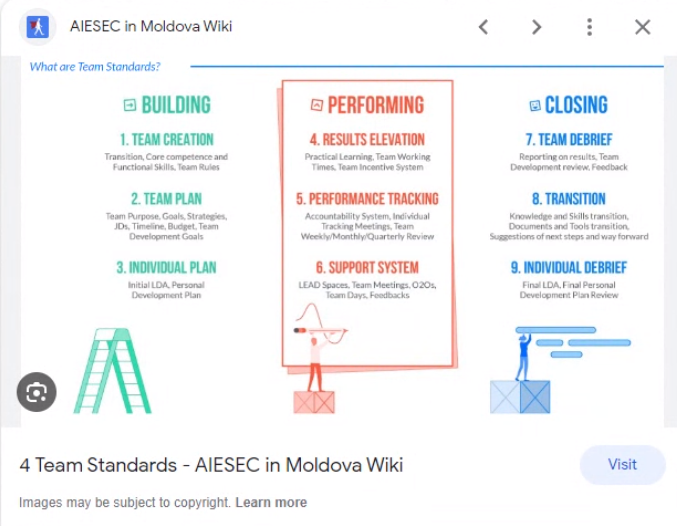 AIESEC in Moldova Wiki
What are Team Standards?
BUILDING
1. TEAM CREATION
Transition, Core competence and
Functional Skills, Team Rules
2. TEAM PLAN
Team Purpose, Goals, Strategies,
JDs, Timeline, Budget, Team
Development Goals
3. INDIVIDUAL PLAN
Initial LDA, Personal
Development Plan
PERFORMING
4. RESULTS ELEVATION
Practical Learning, Team Working
Times, Team Incentive System
5. PERFORMANCE TRACKING
Accountability System, Individual
Tracking Meetings, Team
Weekly/Monthly/Quarterly Review
6. SUPPORT SYSTEM
LEAD Spaces, Team Meetings, O2Os,
Team Days, Feedbacks
CLOSING
7. TEAM DEBRIEF
Reporting on results, Team
Development review, Feedback
8. TRANSITION
Knowledge and Skills transition,
Documents and Tools transition,
Suggestions of next steps and way forward
9. INDIVIDUAL DEBRIEF
Final LDA, Final Personal
Development Plan Review
4 Team Standards - AIESEC in Moldova Wiki
Visit
Images may be subject to copyright. Learn more